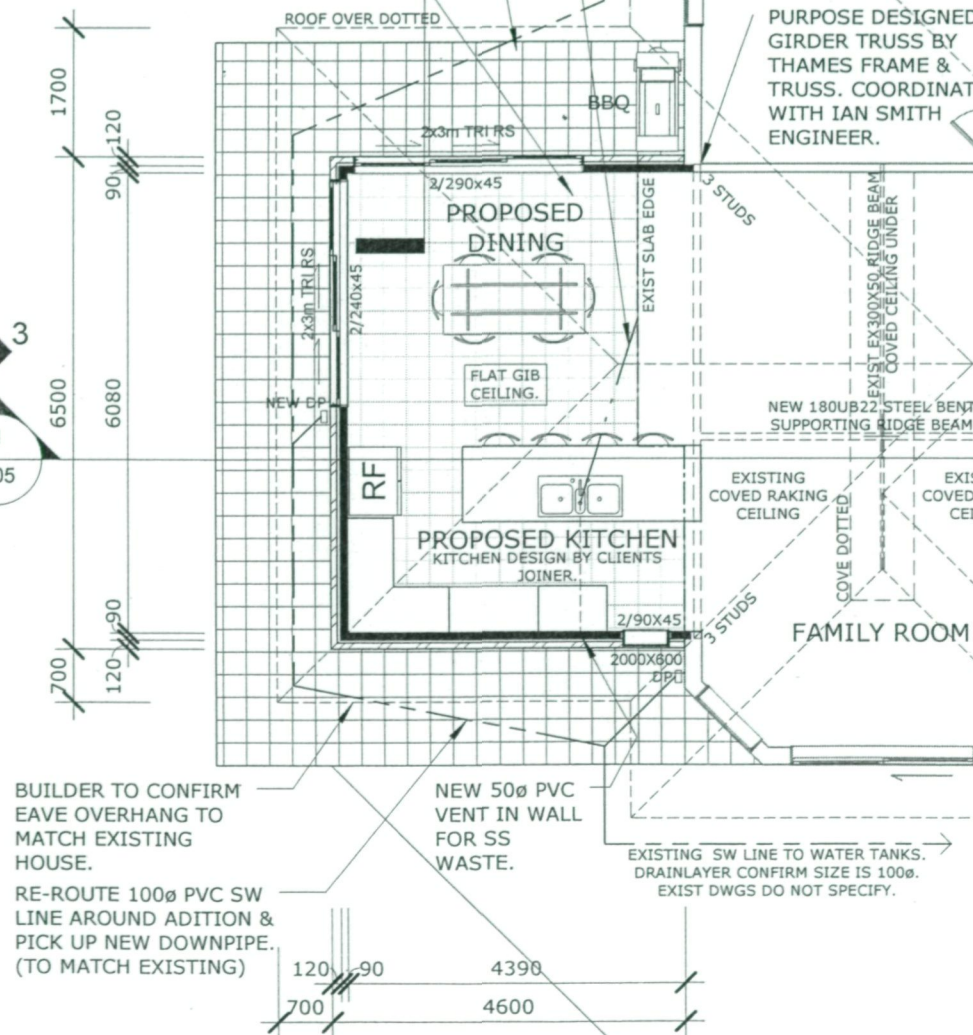 ROOF OVER DOTTED
PURPOSE DESIGNED
GIRDER TRUSS BY
THAMES FRAME &
TRUSS. COORDINAT
WITH IAN SMITH
ENGINEER.
1700
120
90
BBQ
2x3m TRI RS
2/290x45
3 STUDS
PROPOSED
DINING
EXIST SLAB EDGE
EXIST EX300X50 RIDGE BEAM
COVED CEILING UNDER
2x3m TRI RS
2/240x45
3
6500
6080
FLAT GIB
CEILING.
NEW DP
NEW 180UB22 STEEL BENT
SUPPORTING RIDGE BEAM
05
RF
EXISTING
COVED RAKING
CEILING
EXIS
COVED
CEI
PROPOSED KITCHEN
KITCHEN DESIGN BY CLIENTS
JOINER.
COVE DOTTED
90
120
700
2/90X45
3 STUDS
2000X600
DP
FAMILY ROOM
BUILDER TO CONFIRM
EAVE OVERHANG TO
MATCH EXISTING
HOUSE.
NEW 50ø PVC
VENT IN WALL
FOR SS
WASTE.
EXISTING SW LINE TO WATER TANKS.
DRAINLAYER CONFIRM SIZE IS 100ø.
EXIST DWGS DO NOT SPECIFY.
RE-ROUTE 100ø PVC SW
LINE AROUND ADITION &
PICK UP NEW DOWNPIPE.
(TO MATCH EXISTING)
120 90 4390
700 4600